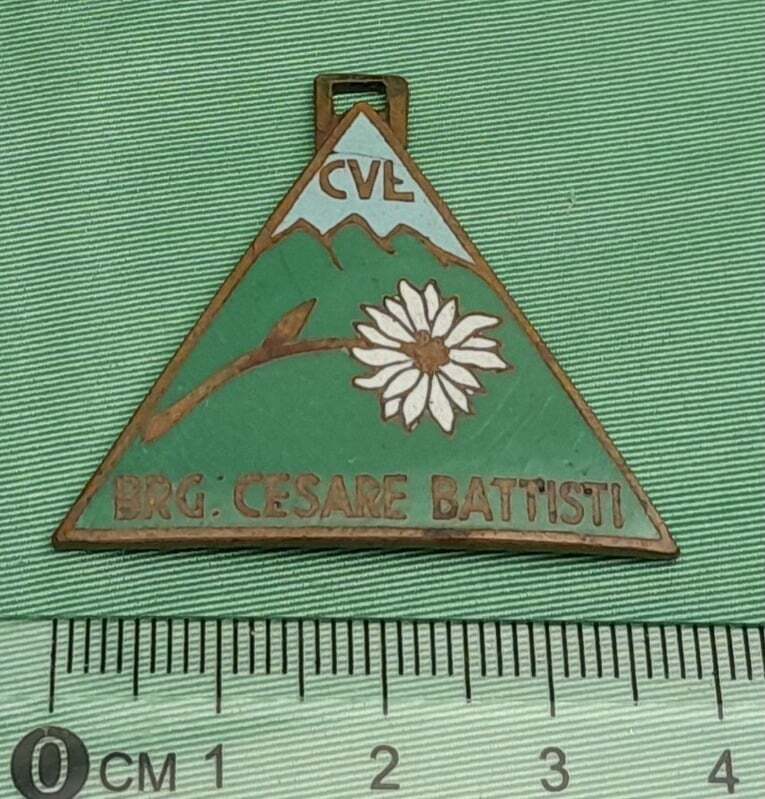 CVL
BRG. CESARE BATTISTI
0 CM 1 2 3 4